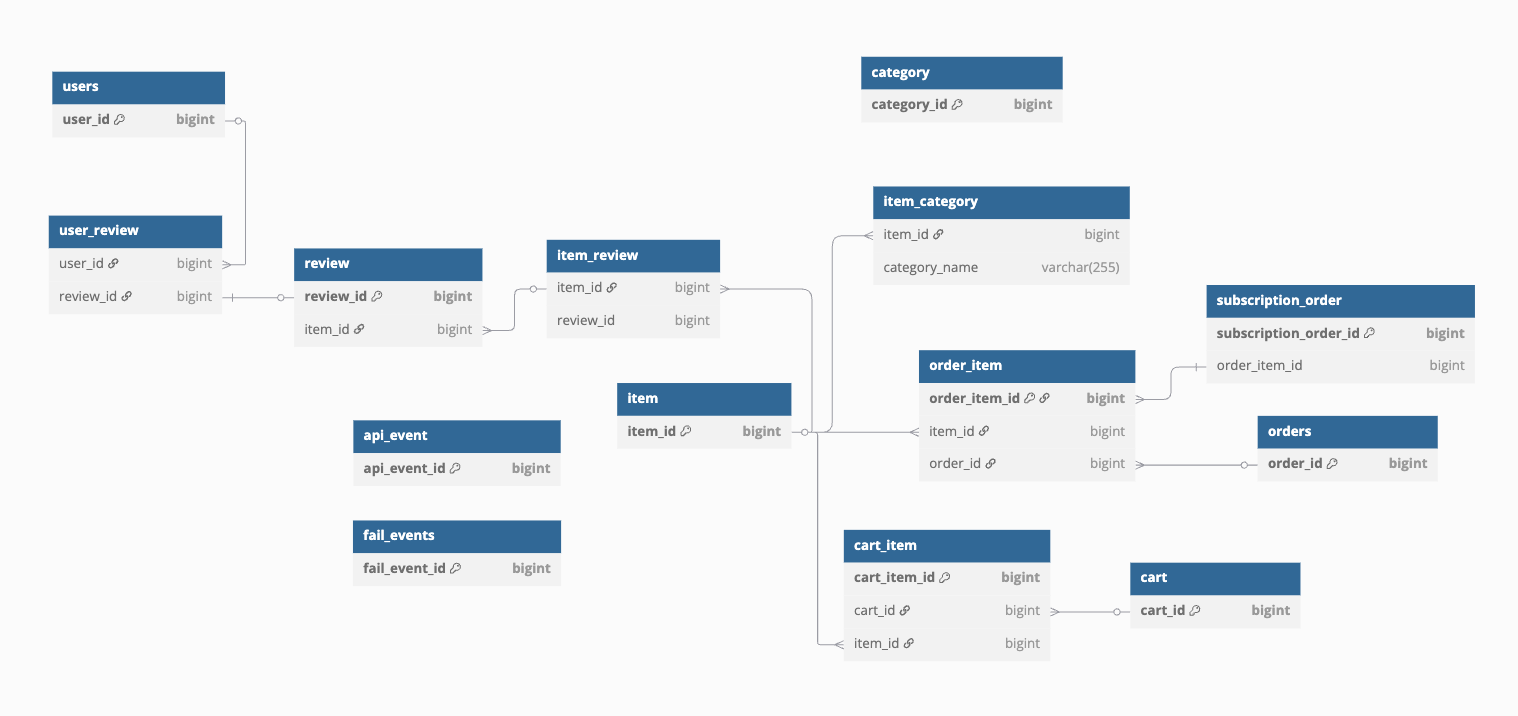 users
user_id bigint
user_review
user_id bigint
review_id bigint
review
review_id bigint
item_id bigint
item_review
item_id bigint
review_id bigint
item
item_id bigint
api_event
api_event_id bigint
fail_events
fail_event_id bigint
category
category_id bigint
item_category
item_id bigint
category_name varchar(255)
order_item
order_item_id bigint
item_id bigint
order_id bigint
subscription_order
subscription_order_id bigint
order_item_id bigint
orders
order_id bigint
cart_item
cart_item_id bigint
cart_id bigint
item_id bigint
cart
cart_id bigint